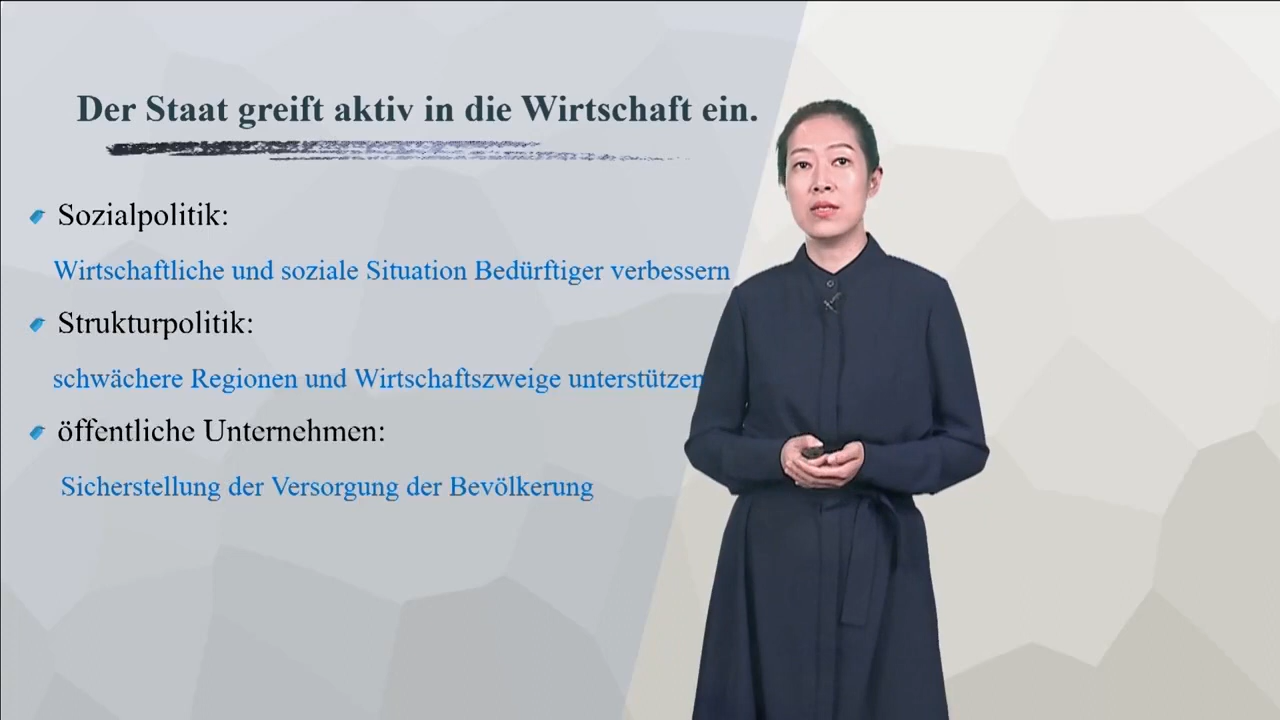 Der Staat greift aktiv in die Wirtschaft ein.
Sozialpolitik:
Wirtschaftliche und soziale Situation Bedürftiger verbessern
Strukturpolitik:
schwächere Regionen und Wirtschaftszweige unterstützen
öffentliche Unternehmen:
Sicherstellung der Versorgung der Bevölkerung